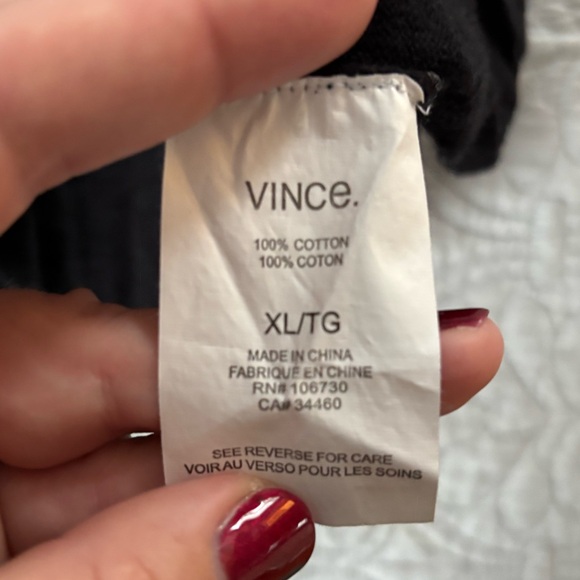 VINCe.
100% COTTON
100% COTON
XL/TG
MADE IN CHINA
FABRIQUE EN CHINE
RN# 106730
CA# 34460
SEE REVERSE FOR CARE
VOIR AU VERSO POUR LES SOINS